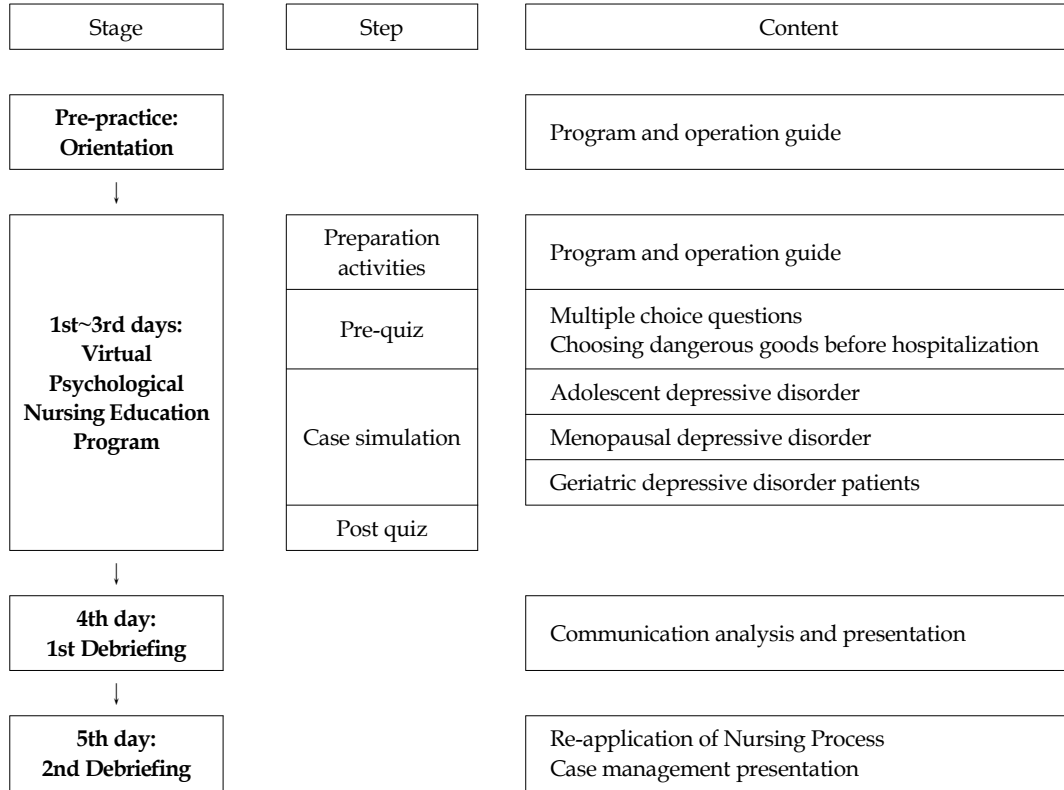 Stage
Step
Content
Pre-practice:
Orientation
Program and operation guide
↓
1st~3rd days:
Virtual
Psychological
Nursing Education
Program
Preparation
activities
Program and operation guide
Pre-quiz
Multiple choice questions
Choosing dangerous goods before hospitalization
Case simulation
Adolescent depressive disorder
Menopausal depressive disorder
Geriatric depressive disorder patients
Post quiz
↓
4th day:
1st Debriefing
Communication analysis and presentation
↓
5th day:
2nd Debriefing
Re-application of Nursing Process
Case management presentation